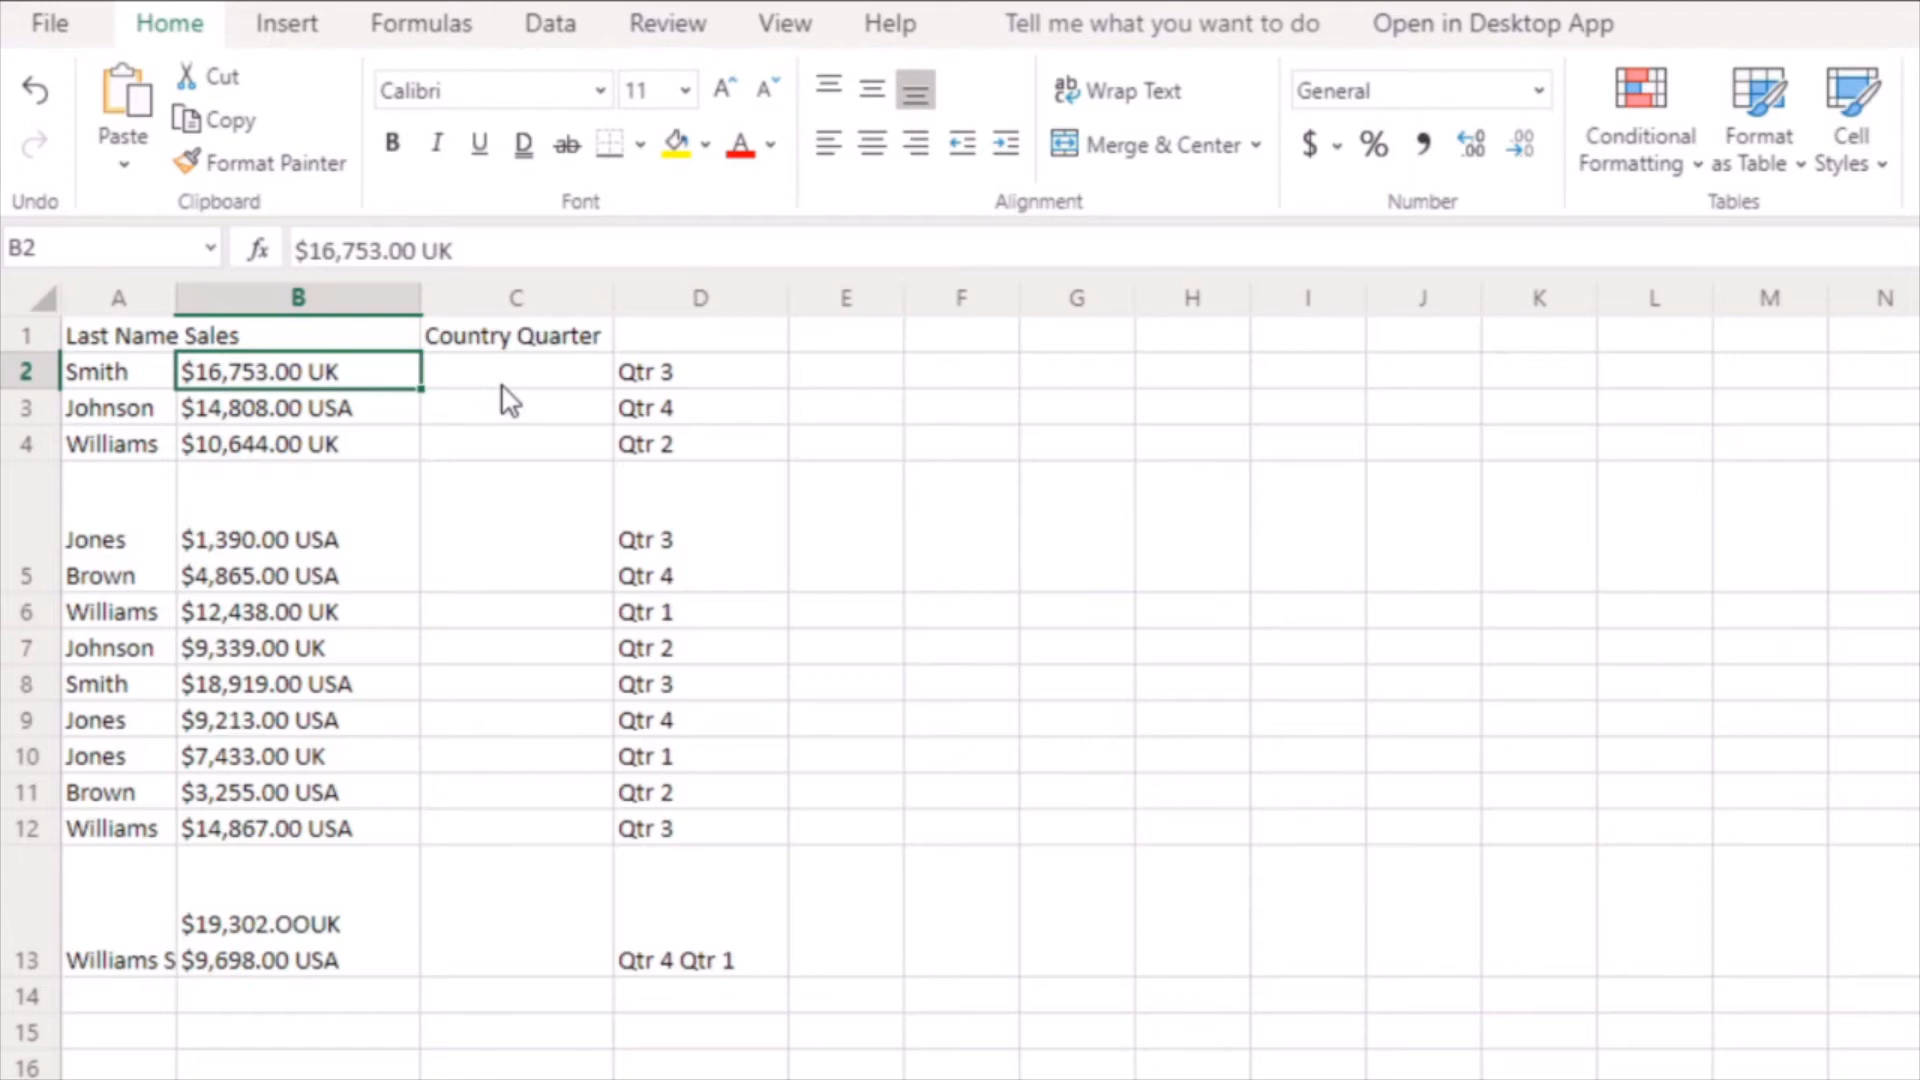 File Home Insert Formulas Data Review View Help Tell me what you want to do Open in Desktop App
Cut
Copy
Paste
Format Painter
Calibri 11
B I U D ab
Wrap Text
Merge & Center
General
$ % 9 .00 .00
Conditional Formatting
Format as Table
Cell Styles
Undo Clipboard Font Alignment Number Tables
B2 fx $16,753.00 UK
A B C D E F G H I J K L M N
1 Last Name Sales Country Quarter
2 Smith $16,753.00 UK Qtr 3
3 Johnson $14,808.00 USA Qtr 4
4 Williams $10,644.00 UK Qtr 2
Jones $1,390.00 USA Qtr 3
5 Brown $4,865.00 USA Qtr 4
6 Williams $12,438.00 UK Qtr 1
7 Johnson $9,339.00 UK Qtr 2
8 Smith $18,919.00 USA Qtr 3
9 Jones $9,213.00 USA Qtr 4
10 Jones $7,433.00 UK Qtr 1
11 Brown $3,255.00 USA Qtr 2
12 Williams $14,867.00 USA Qtr 3
$19,302.OOUK
13 Williams S $9,698.00 USA Qtr 4 Qtr 1
14
15
16